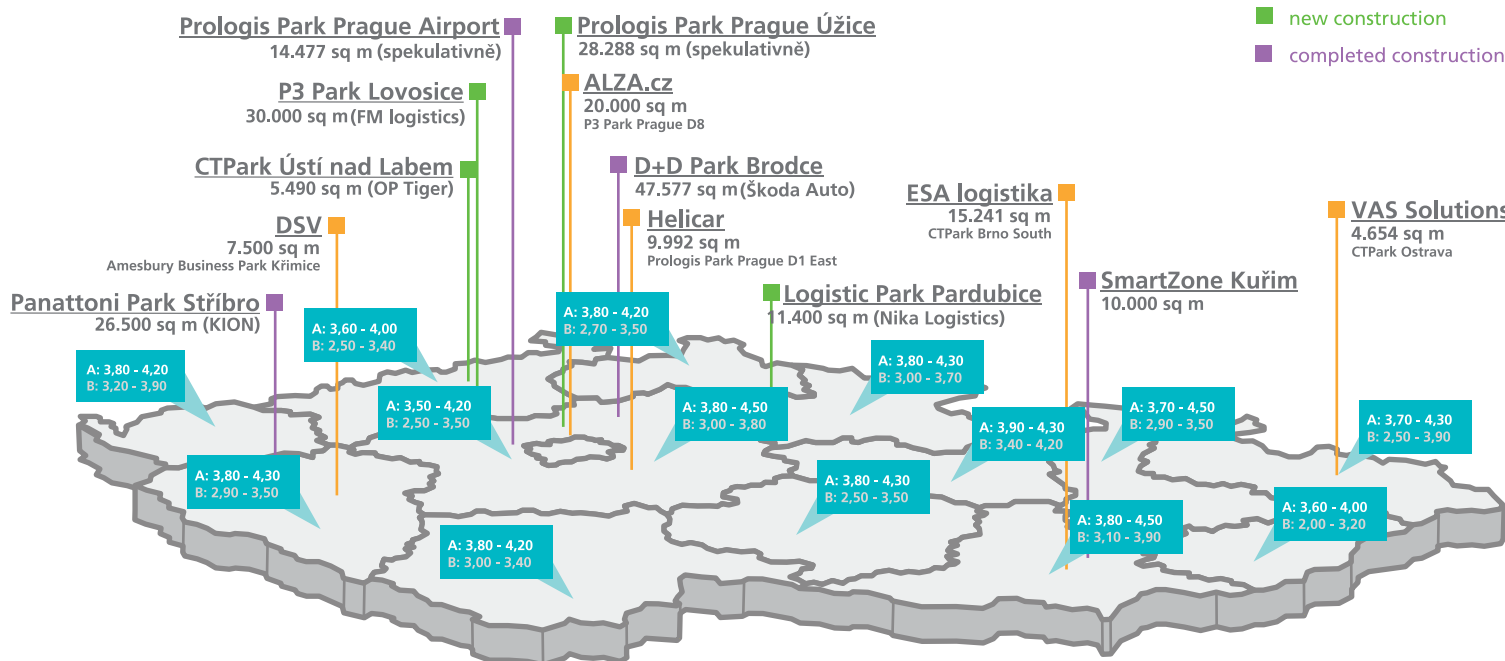 new construction
completed construction
Prologis Park Prague Airport
14.477 sq m (spekulativně)
Prologis Park Prague Úžice
28.288 sq m (spekulativně)
P3 Park Lovosice
30.000 sq m (FM logistics)
ALZA.cz
20.000 sq m
P3 Park Prague D8
CTPark Ústí nad Labem
5.490 sq m (OP Tiger)
D+D Park Brodce
47.577 sq m (Škoda Auto)
ESA logistika
15.241 sq m
CTPark Brno South
VAS Solutions
4.654 sq m
CTPark Ostrava
DSV
7.500 sq m
Amesbury Business Park Křimice
Helicar
9.992 sq m
Prologis Park Prague D1 East
Panattoni Park Stříbro
26.500 sq m (KION)
Logistic Park Pardubice
11.400 sq m (Nika Logistics)
SmartZone Kuřim
10.000 sq m
A: 3,60 - 4,00
B: 2,50 - 3,40
A: 3,80 - 4,20
B: 2,70 - 3,50
A: 3,80 - 4,20
B: 3,20 - 3,90
A: 3,80 - 4,30
B: 3,00 - 3,70
A: 3,50 - 4,20
B: 2,50 - 3,50
A: 3,80 - 4,50
B: 3,00 - 3,80
A: 3,90 - 4,30
B: 3,40 - 4,20
A: 3,70 - 4,50
B: 2,90 - 3,50
A: 3,70 - 4,30
B: 2,50 - 3,90
A: 3,80 - 4,30
B: 2,90 - 3,50
A: 3,80 - 4,30
B: 2,50 - 3,50
A: 3,80 - 4,50
B: 3,10 - 3,90
A: 3,60 - 4,00
B: 2,00 - 3,20
A: 3,80 - 4,20
B: 3,00 - 3,40